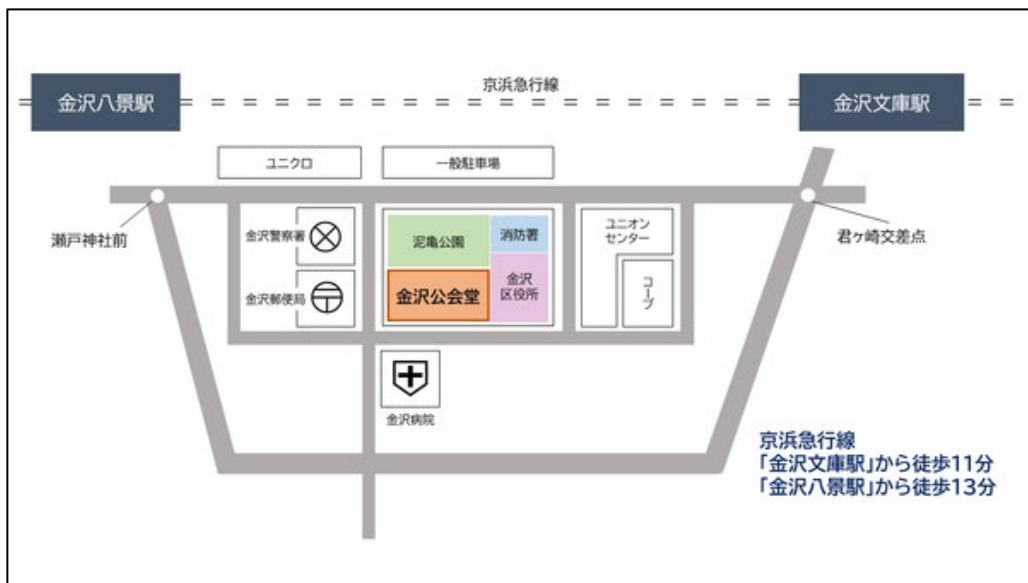 京浜急行線
金沢八景駅
金沢文庫駅
ユニクロ
一般駐車場
瀬戸神社前
金沢警察署
泥亀公園
消防署
ユニオン
センター
君ヶ崎交差点
金沢郵便局
金沢公会堂
金沢
区役所
コープ
金沢病院
京浜急行線
「金沢文庫駅」から徒歩11分
「金沢八景駅」から徒歩13分